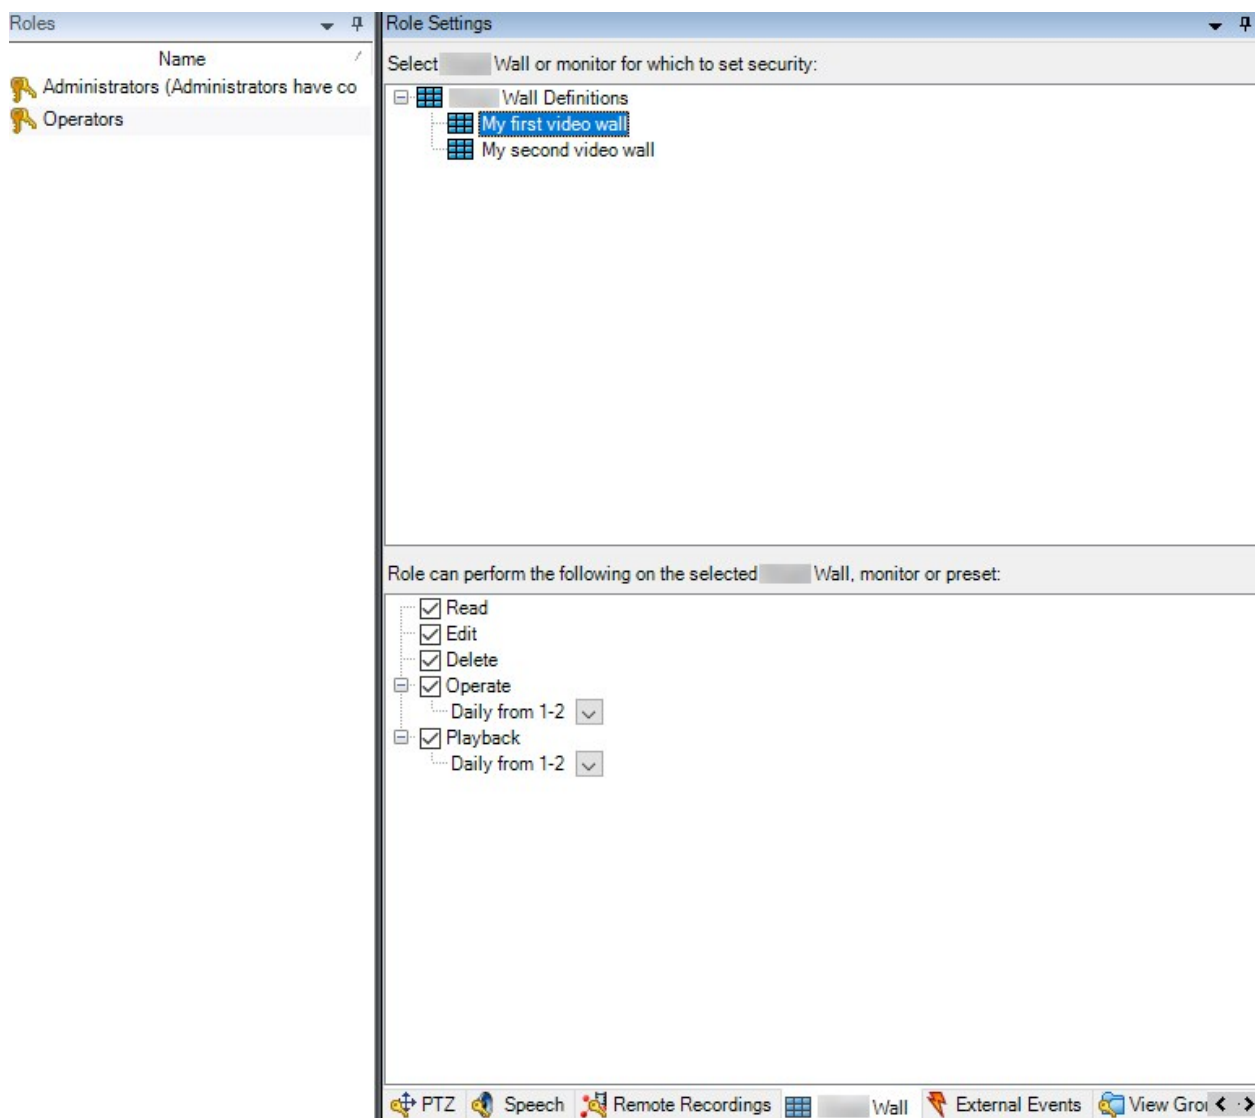 Roles
Name
Administrators (Administrators have co
Operators
Role Settings
Select Wall or monitor for which to set security:
Wall Definitions
My first video wall
My second video wall
Role can perform the following on the selected Wall, monitor or preset:
Read
Edit
Delete
Operate
Daily from 1-2
Playback
Daily from 1-2
PTZ Speech Remote Recordings Wall External Events View Grou